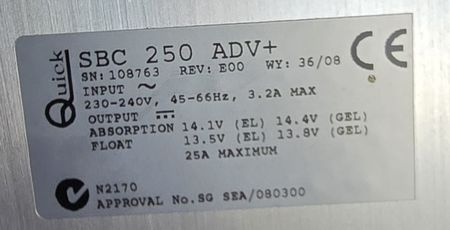 Quick
SBC 250 ADV+
SN: 108763 REV: E00 WY: 36/08
CE
INPUT ~
230-240V, 45-66Hz, 3.2A MAX
OUTPUT ⎓
ABSORPTION 14.1V (EL) 14.4V (GEL)
FLOAT 13.5V (EL) 13.8V (GEL)
25A MAXIMUM
N2170
APPROVAL No.SG SEA/080300